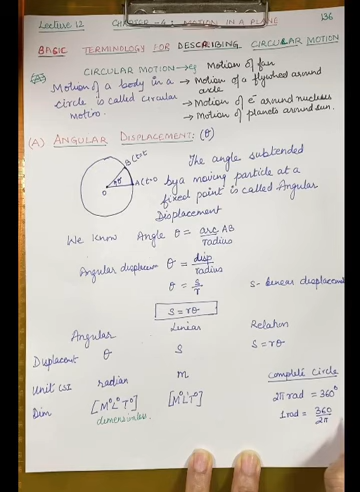 Lecture 12 CHAPTER-4: MOTION IN A PLANE 136
BASIC TERMINOLOGY FOR DESCRIBING CIRCULAR MOTION
CIRCULAR MOTION → eg Motion of fan
Motion of a body in a → Motion of a flywheel around
circle is called circular axle
motion. → Motion of e⁻ around nucleus
→ Motion of planets around sun.
(A) ANGULAR DISPLACEMENT: (θ)
B (t=t
θ
O
A (t=0
The angle subtended
by a moving particle at a
fixed point is called Angular
Displacement
We know Angle θ = arc AB / radius
Angular displacem θ = disp / radius
θ = s / r S- Linear displacement
S = rθ
Angular Linear Relation
Displacement θ S S = rθ
Unit (SI) radian m
Dim [M⁰L⁰T⁰] [M⁰L¹T⁰]
dimensionless
Complete Circle
2π rad = 360°
1 rad = 360 / 2π